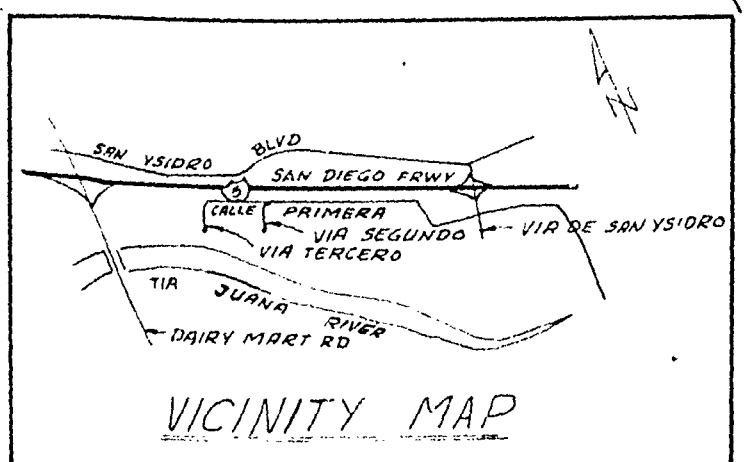 N
SAN YSIDRO BLVD
SAN DIEGO FRWY
5
CALLE PRIMERA
VIA SEGUNDO
VIA DE SAN YSIDRO
VIA TERCERO
TIA JUANA RIVER
DAIRY MART RD
VICINITY MAP